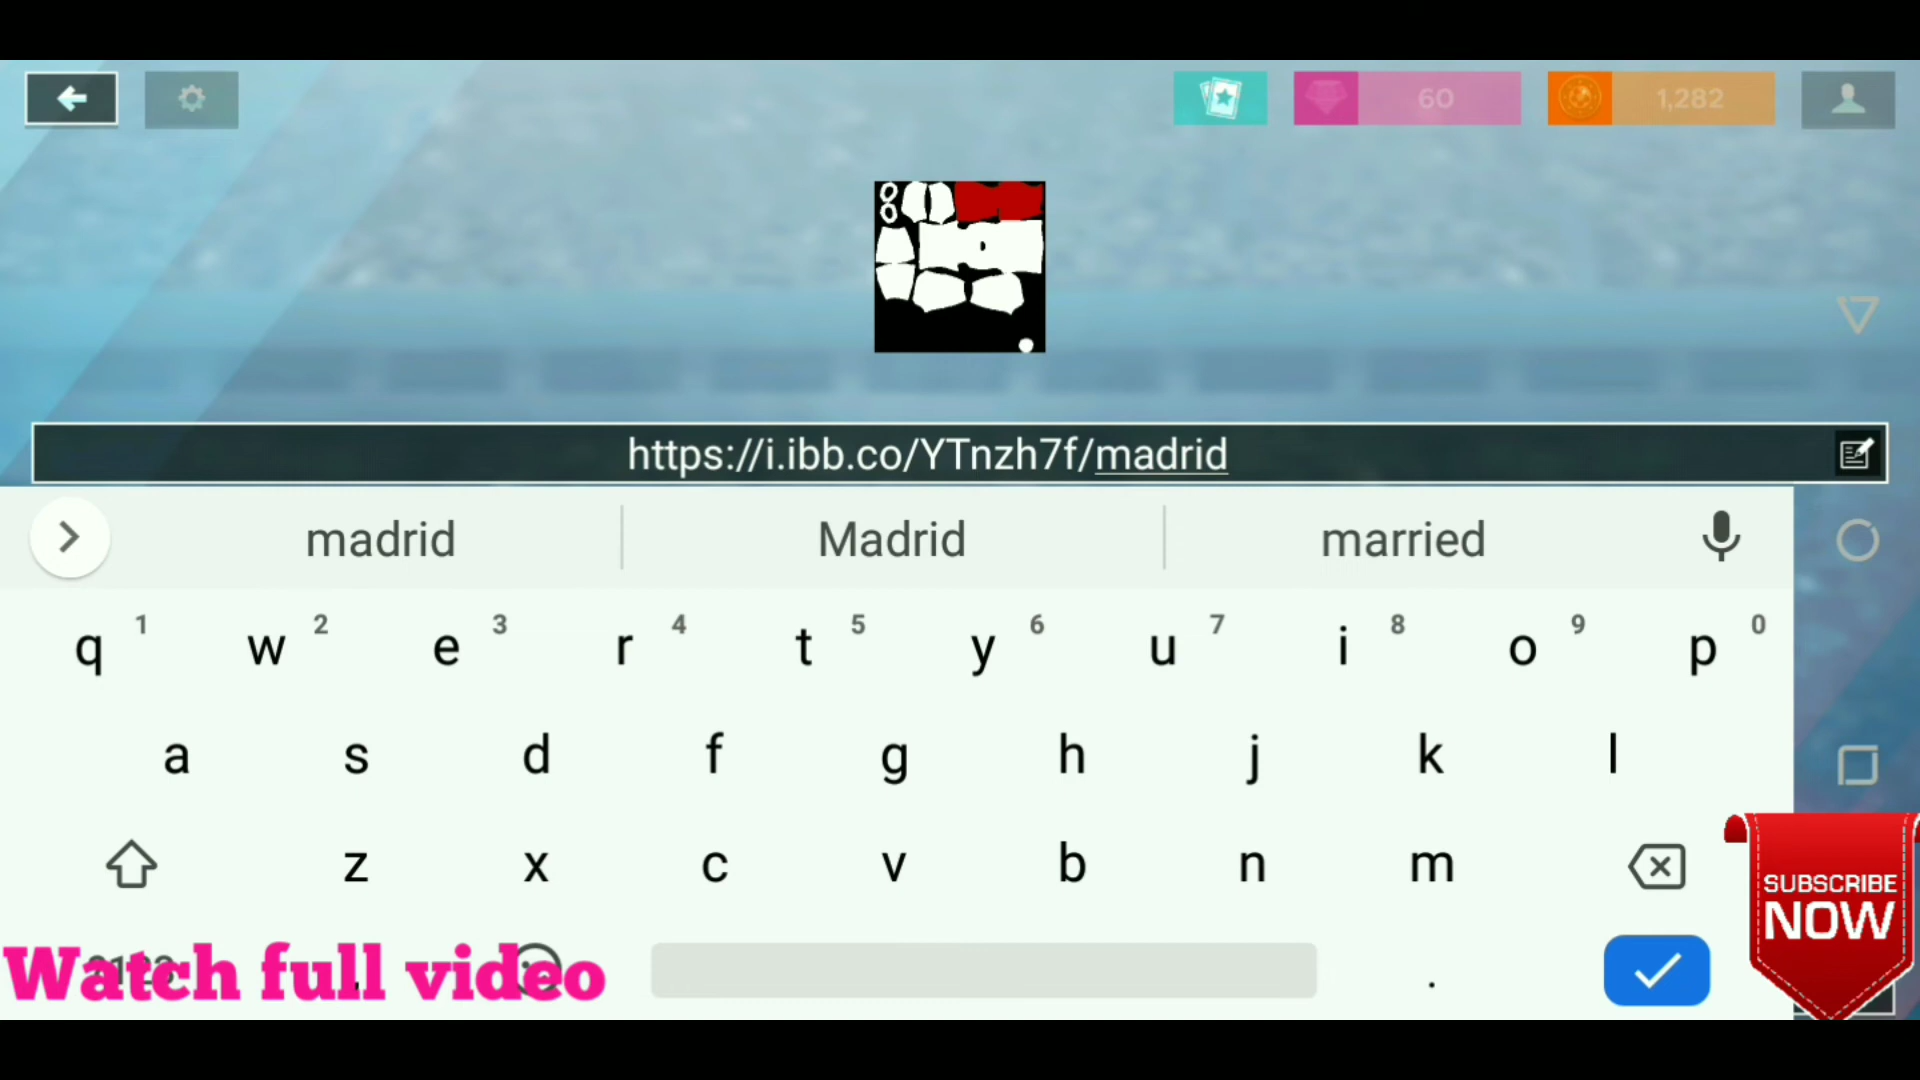 60
1,282
8
https://i.ibb.co/YTnzh7f/madrid
madrid Madrid married
q 1 w 2 e 3 r 4 t 5 y 6 u 7 i 8 o 9 p 0
a s d f g h j k l
z x c v b n m
Watch full video
.
SUBSCRIBE
NOW